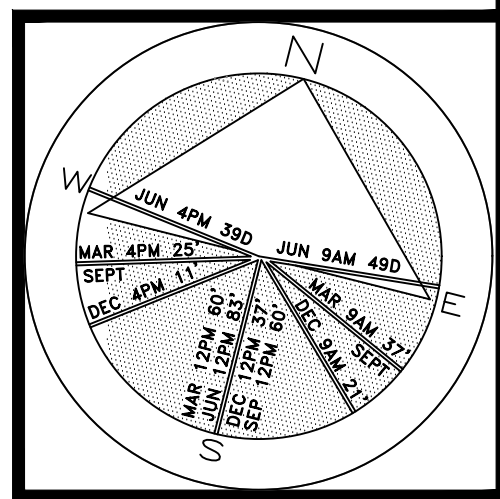 N
W
JUN 4PM 39D
JUN 9AM 49D
MAR 4PM 25'
SEPT
DEC 4PM 11'
E
MAR 9AM 37'
SEPT
DEC 9AM 21'
MAR 12PM 60'
JUN 12PM 83'
DEC 12PM 37'
SEP 12PM 60'
S